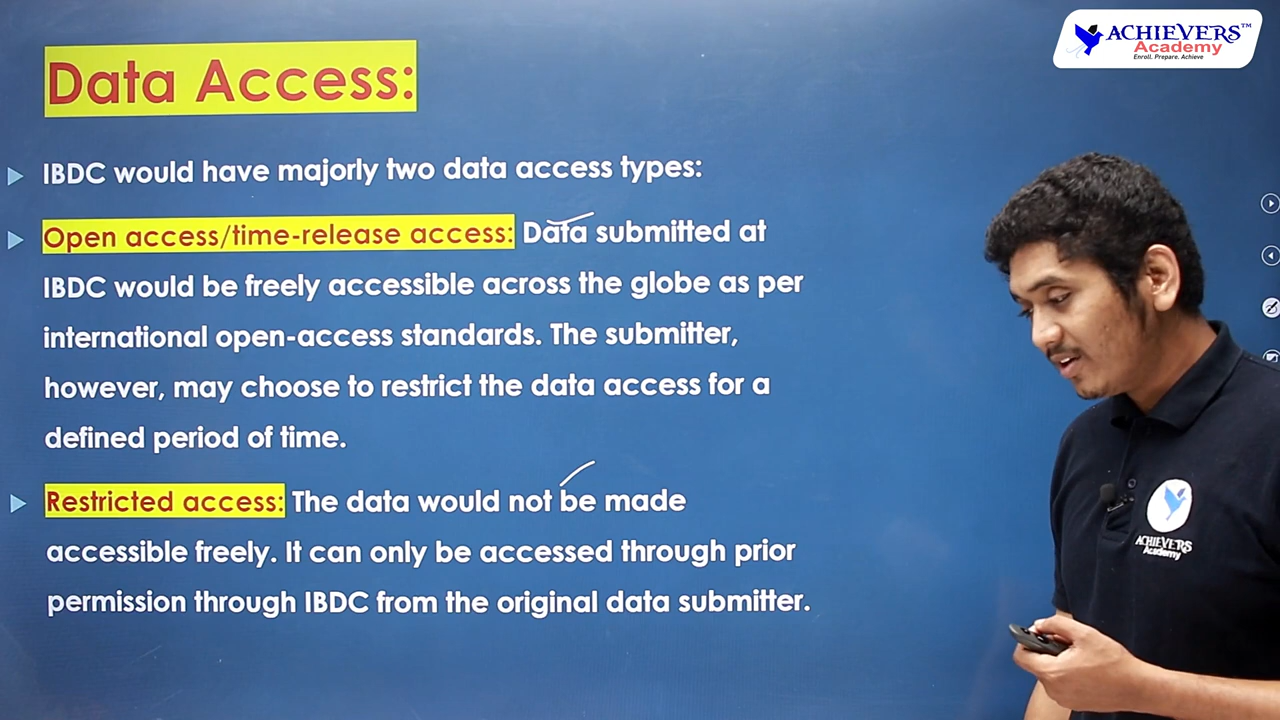 ACHIEVERS™
Academy
Enroll. Prepare. Achieve
Data Access:
IBDC would have majorly two data access types:
Open access/time-release access: Data submitted at
IBDC would be freely accessible across the globe as per
international open-access standards. The submitter,
however, may choose to restrict the data access for a
defined period of time.
Restricted access: The data would not be made
accessible freely. It can only be accessed through prior
permission through IBDC from the original data submitter.
ACHIEVERS
Academy